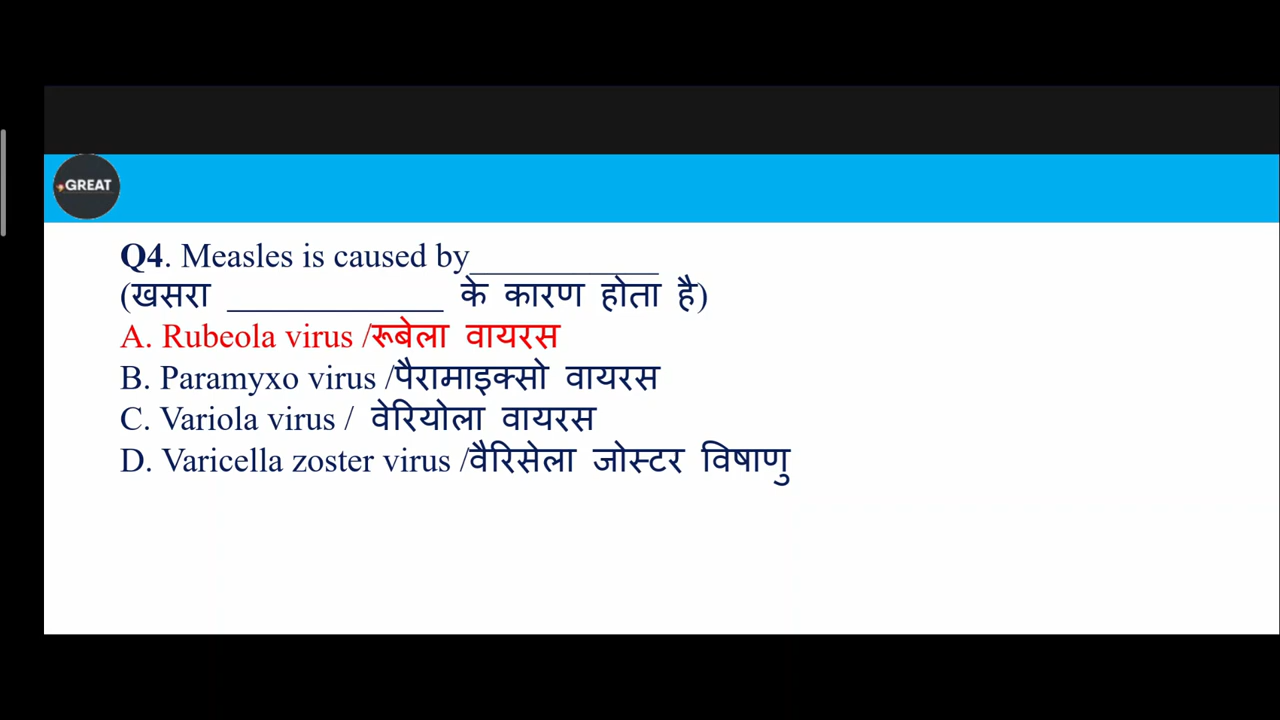 GREAT
Q4. Measles is caused by___________
(खसरा _____________ के कारण होता है)
A. Rubeola virus /रूबेला वायरस
B. Paramyxo virus /पैरामाइक्सो वायरस
C. Variola virus / वेरियोला वायरस
D. Varicella zoster virus /वैरिसेला जोस्टर विषाणु